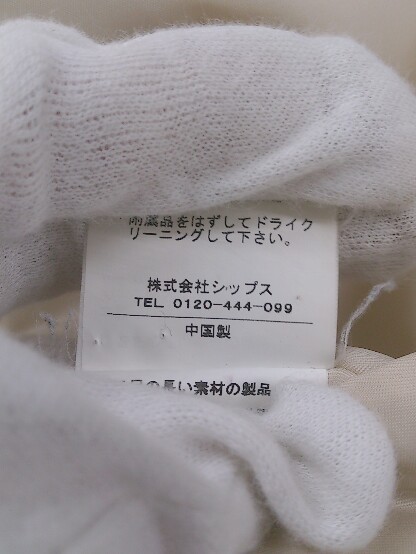 附属品をはずしてドライク
リーニングして下さい。
株式会社シップス
TEL 0120-444-099
中国製
の長い素材の製品